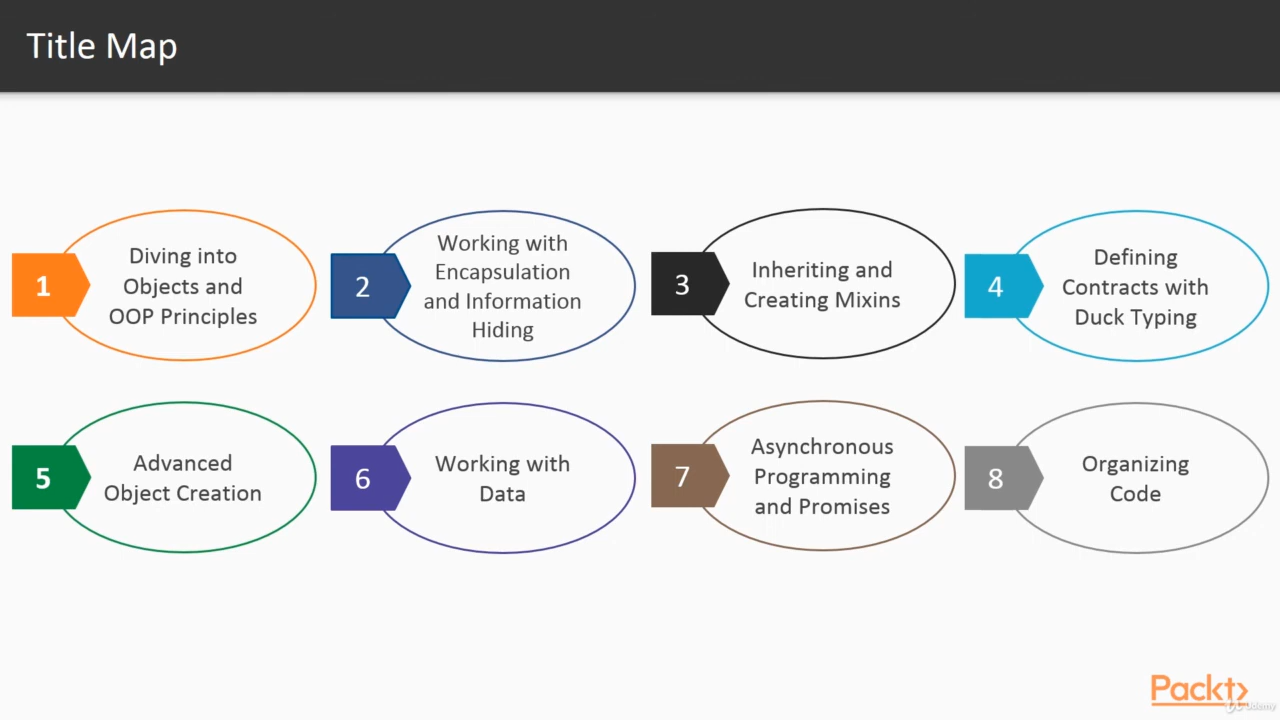 Title Map
1
Diving into
Objects and
OOP Principles
2
Working with
Encapsulation
and Information
Hiding
3
Inheriting and
Creating Mixins
4
Defining
Contracts with
Duck Typing
5
Advanced
Object Creation
6
Working with
Data
7
Asynchronous
Programming
and Promises
8
Organizing
Code
Packt
Udemy